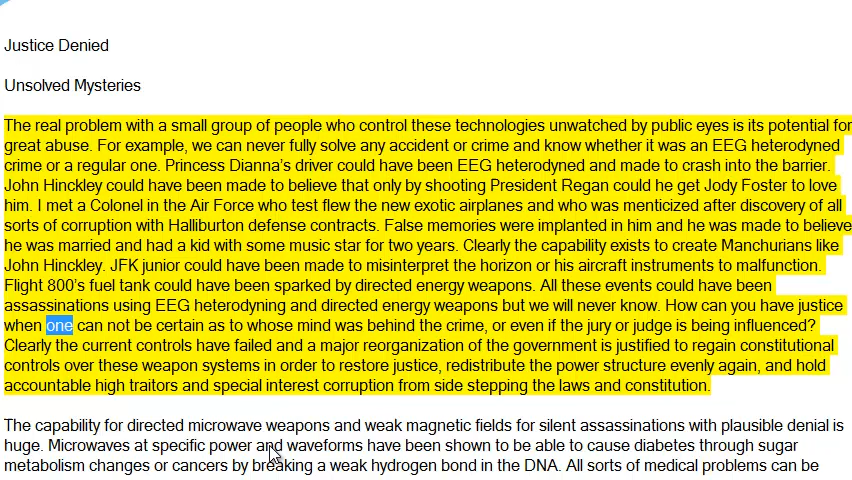 Justice Denied
Unsolved Mysteries
The real problem with a small group of people who control these technologies unwatched by public eyes is its potential for
great abuse. For example, we can never fully solve any accident or crime and know whether it was an EEG heterodyned
crime or a regular one. Princess Dianna's driver could have been EEG heterodyned and made to crash into the barrier.
John Hinckley could have been made to believe that only by shooting President Regan could he get Jody Foster to love
him. I met a Colonel in the Air Force who test flew the new exotic airplanes and who was menticized after discovery of all
sorts of corruption with Halliburton defense contracts. False memories were implanted in him and he was made to believe
he was married and had a kid with some music star for two years. Clearly the capability exists to create Manchurians like
John Hinckley. JFK junior could have been made to misinterpret the horizon or his aircraft instruments to malfunction.
Flight 800's fuel tank could have been sparked by directed energy weapons. All these events could have been
assassinations using EEG heterodyning and directed energy weapons but we will never know. How can you have justice
when one can not be certain as to whose mind was behind the crime, or even if the jury or judge is being influenced?
Clearly the current controls have failed and a major reorganization of the government is justified to regain constitutional
controls over these weapon systems in order to restore justice, redistribute the power structure evenly again, and hold
accountable high traitors and special interest corruption from side stepping the laws and constitution.
The capability for directed microwave weapons and weak magnetic fields for silent assassinations with plausible denial is
huge. Microwaves at specific power and waveforms have been shown to be able to cause diabetes through sugar
metabolism changes or cancers by breaking a weak hydrogen bond in the DNA. All sorts of medical problems can be